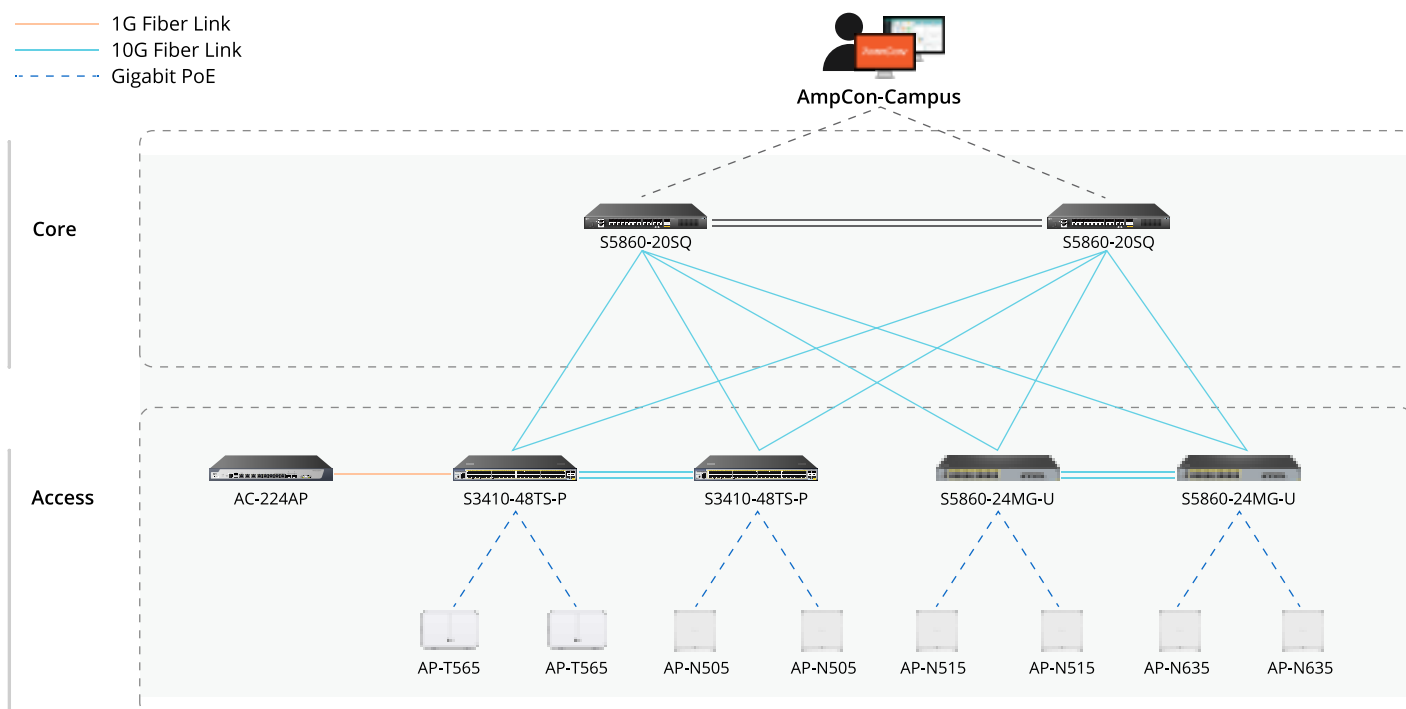 1G Fiber Link
10G Fiber Link
Gigabit PoE
AmpCon-Campus
Core
S5860-20SQ
S5860-20SQ
Access
AC-224AP
S3410-48TS-P
S3410-48TS-P
S5860-24MG-U
S5860-24MG-U
AP-T565
AP-T565
AP-N505
AP-N505
AP-N515
AP-N515
AP-N635
AP-N635